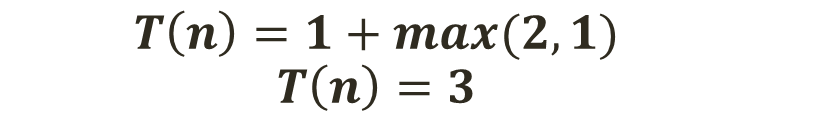 T(n) = 1 + max(2, 1)
T(n) = 3